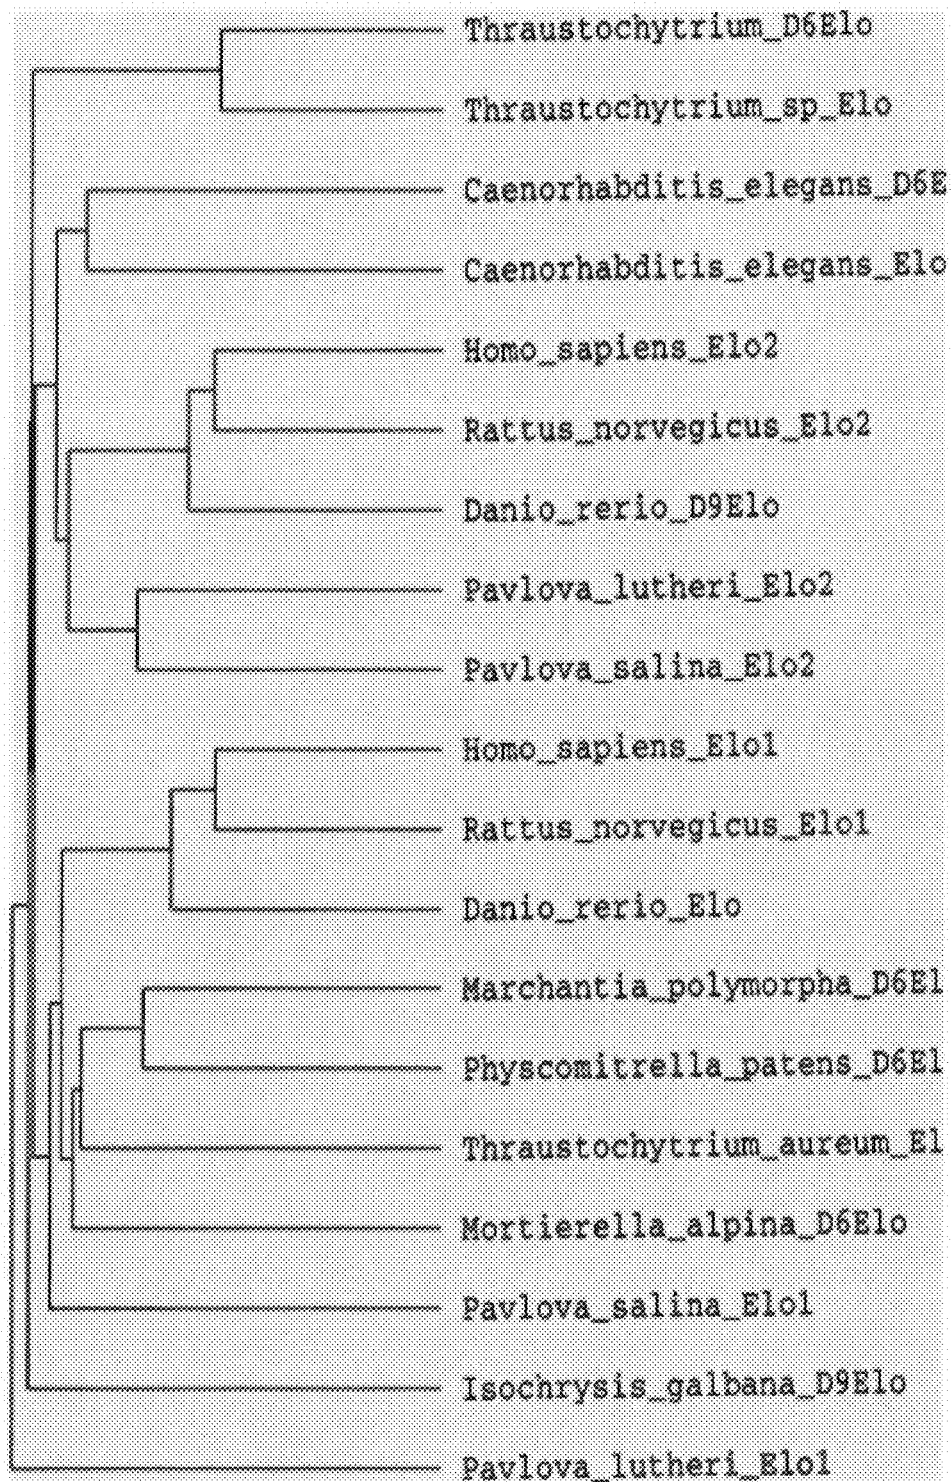 Thraustochytrium_D6Elo
Thraustochytrium_sp_Elo
Caenorhabditis_elegans_D6E
Caenorhabditis_elegans_Elo
Homo_sapiens_Elo2
Rattus_norvegicus_Elo2
Danio_rerio_D9Elo
Pavlova_lutheri_Elo2
Pavlova_salina_Elo2
Homo_sapiens_Elo1
Rattus_norvegicus_Elo1
Danio_rerio_Elo
Marchantia_polymorpha_D6El
Physcomitrella_patens_D6El
Thraustochytrium_aureum_El
Mortierella_alpina_D6Elo
Pavlova_salina_Elo1
Isochrysis_galbana_D9Elo
Pavlova_lutheri_Elo1